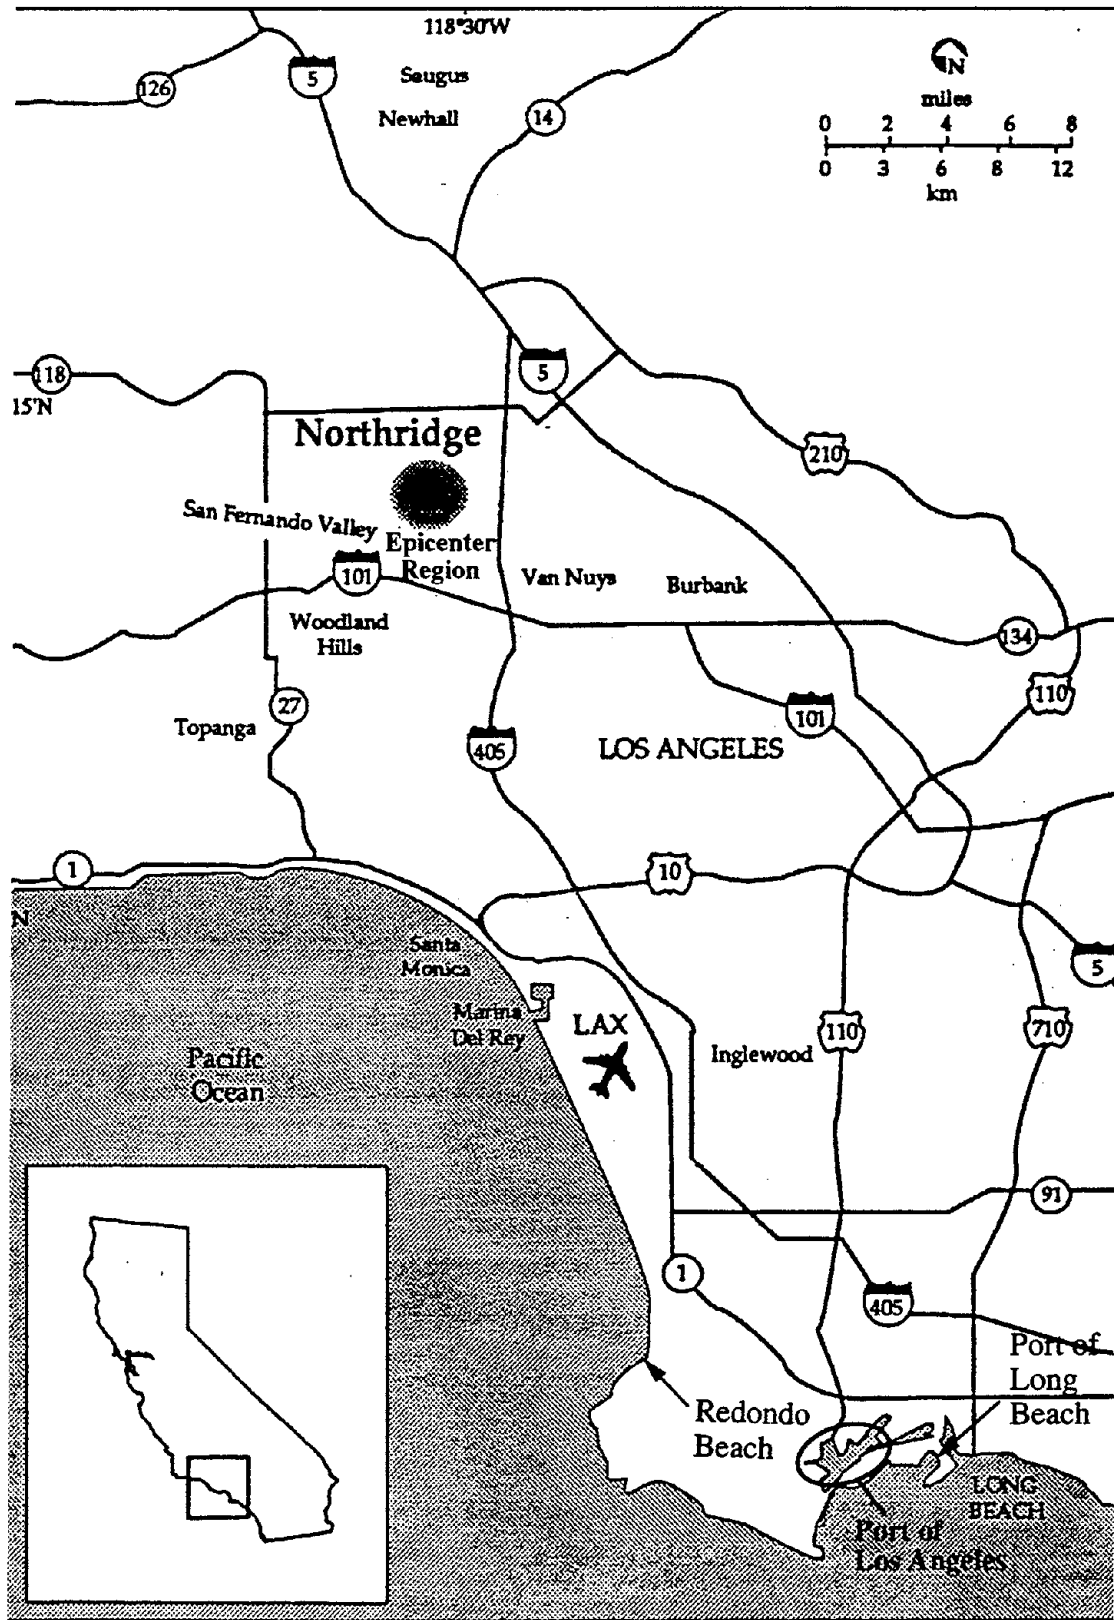 118°30'W
126
5
Saugus
Newhall
14
N
miles
0 2 4 6 8
0 3 6 8 12
km
118
15'N
5
Northridge
210
San Fernando Valley
Epicenter
Region
101
Van Nuys
Burbank
Woodland
Hills
134
110
27
Topanga
405
LOS ANGELES
101
1
10
N
Santa
Monica
5
Marina
Del Rey
LAX
110
710
Inglewood
Pacific
Ocean
91
1
405
Port of
Long
Beach
Redondo
Beach
LONG
BEACH
Port of
Los Angeles